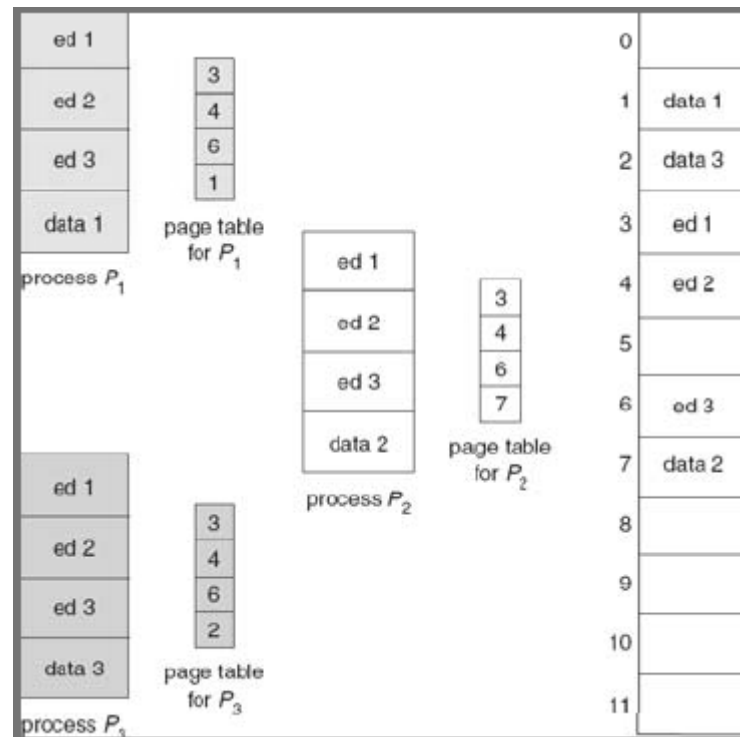 ed 1
ed 2
ed 3
data 1
process P1
3
4
6
1
page table
for P1
ed 1
ed 2
ed 3
data 2
process P2
3
4
6
7
page table
for P2
ed 1
ed 2
ed 3
data 3
process P3
3
4
6
2
page table
for P3
0
1 data 1
2 data 3
3 ed 1
4 ed 2
5
6 ed 3
7 data 2
8
9
10
11